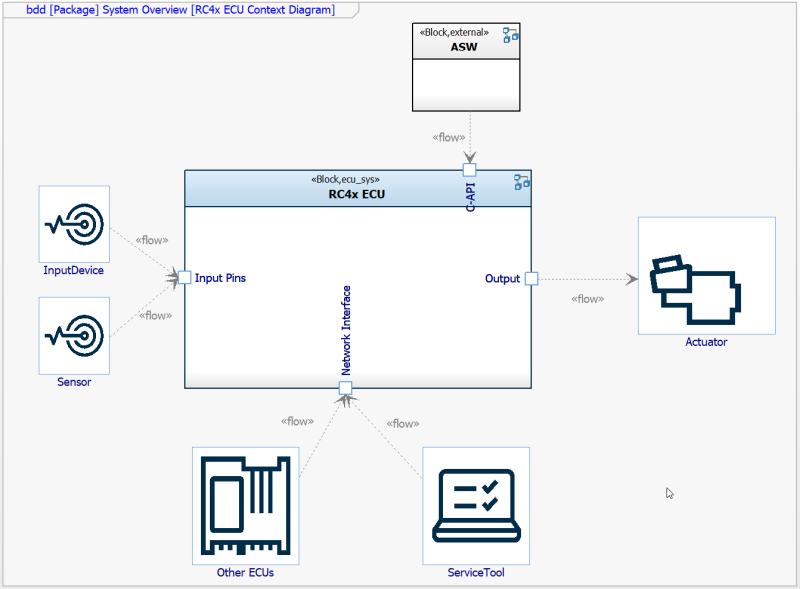 bdd [Package] System Overview [RC4x ECU Context Diagram]
«Block,external»
ASW
«flow»
«Block,ecu_sys»
RC4x ECU
C-API
InputDevice
«flow»
Input Pins
Sensor
«flow»
Network Interface
Output
«flow»
Actuator
«flow»
«flow»
Other ECUs
ServiceTool